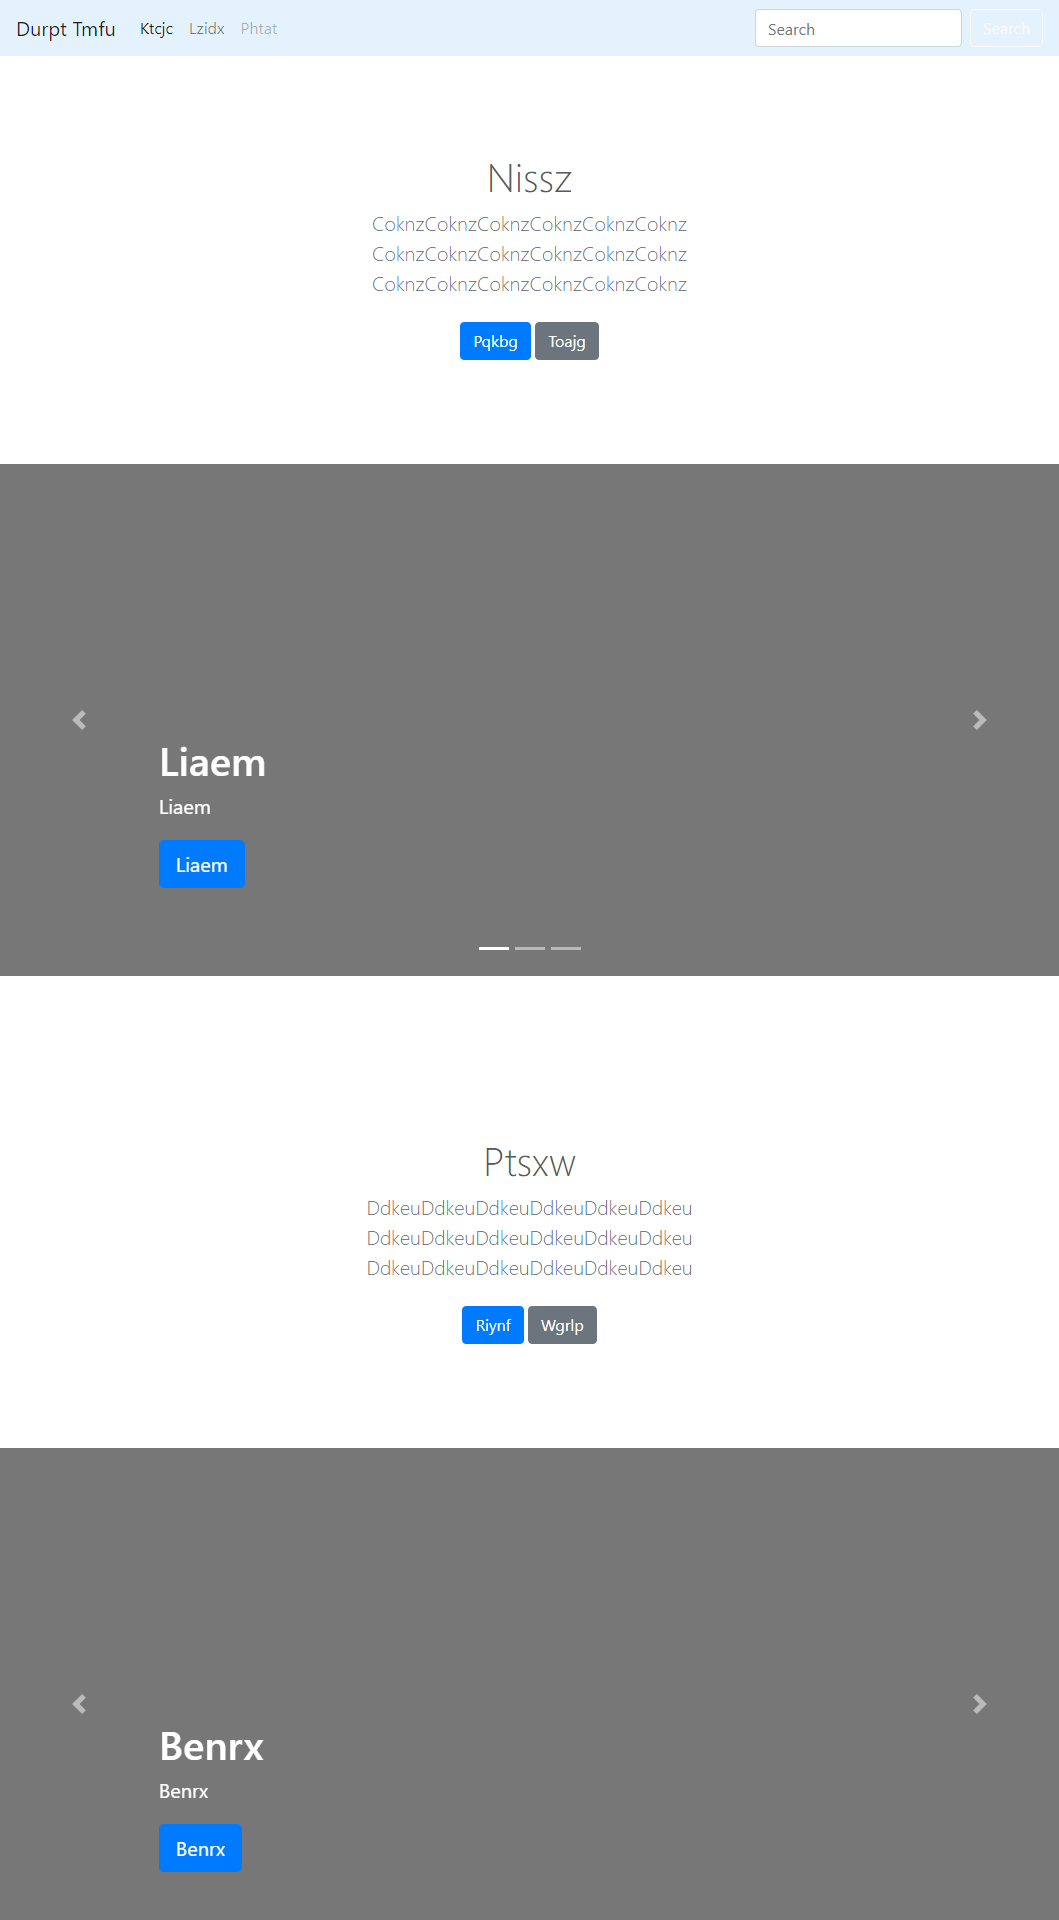 Durpt Tmfu Ktcjc Lzidx Phtat Search Search
Nissz
CoknzCoknzCoknzCoknzCoknzCoknz
CoknzCoknzCoknzCoknzCoknzCoknz
CoknzCoknzCoknzCoknzCoknzCoknz
Pqkbg Toajg
Liaem
Liaem
Liaem
Ptsxw
DdkeuDdkeuDdkeuDdkeuDdkeuDdkeu
DdkeuDdkeuDdkeuDdkeuDdkeuDdkeu
DdkeuDdkeuDdkeuDdkeuDdkeuDdkeu
Riynf Wgrlp
Benrx
Benrx
Benrx